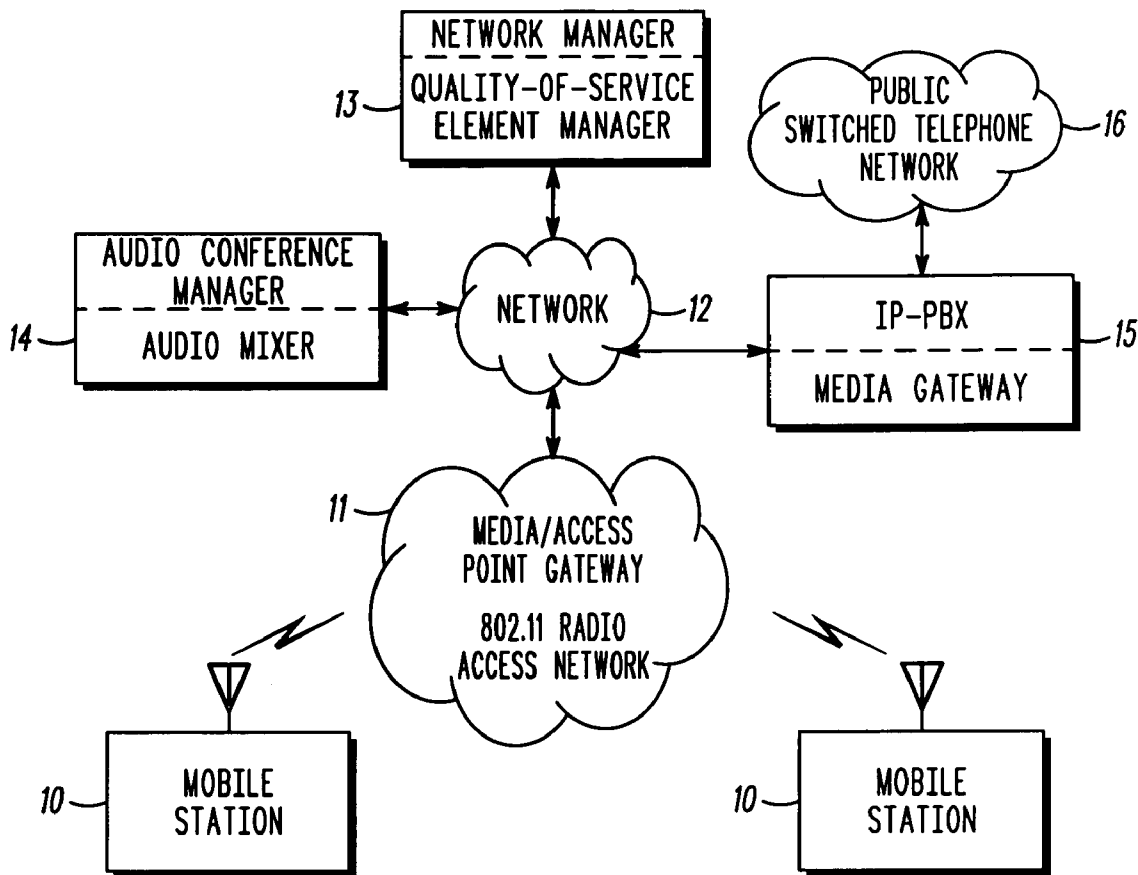 NETWORK MANAGER
QUALITY-OF-SERVICE
ELEMENT MANAGER
13
PUBLIC
SWITCHED TELEPHONE
NETWORK
16
AUDIO CONFERENCE
MANAGER
AUDIO MIXER
14
NETWORK
12
IP-PBX
MEDIA GATEWAY
15
11
MEDIA/ACCESS
POINT GATEWAY
802.11 RADIO
ACCESS NETWORK
10
MOBILE
STATION
10
MOBILE
STATION